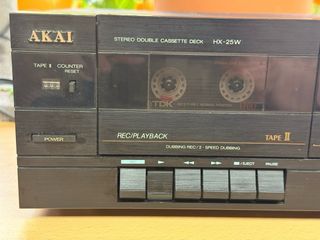 AKAI
STEREO DOUBLE CASSETTE DECK HX-25W
TAPE II COUNTER
RESET
TDK
POWER
REC/PLAYBACK
TAPE II
DUBBING REC/2-SPEED DUBBING
■/EJECT
PAUSE